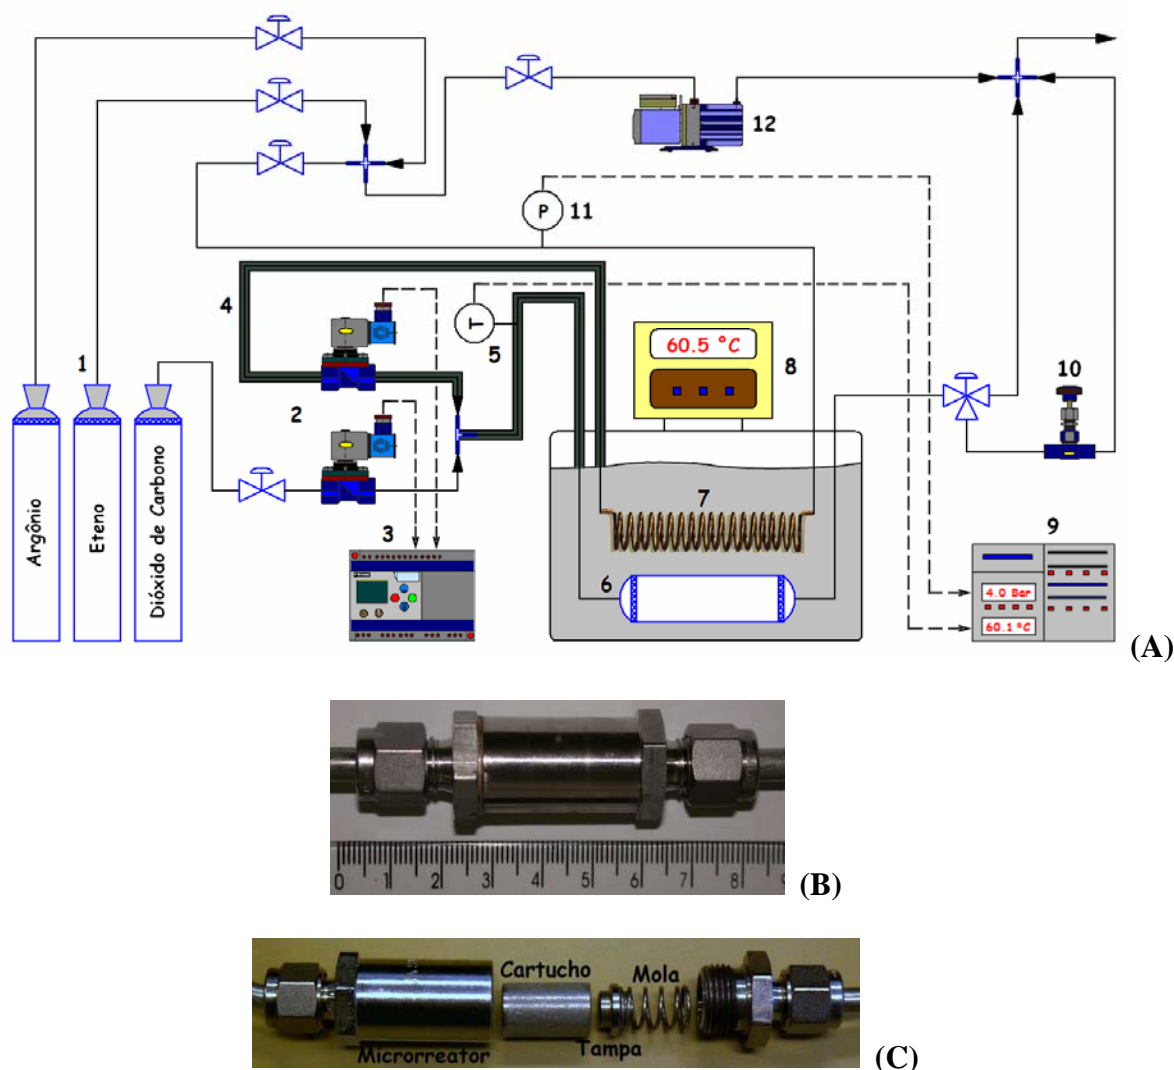 12
P
11
4
T
5
1
2
60.5 °C
8
10
7
3
6
9
4.0 Bar
60.1 °C
Argônio
Eteno
Dióxido de Carbono
(A)
0 1 2 3 4 5 6 7 8 9
(B)
Cartucho
Mola
Microrreator
Tampa
(C)